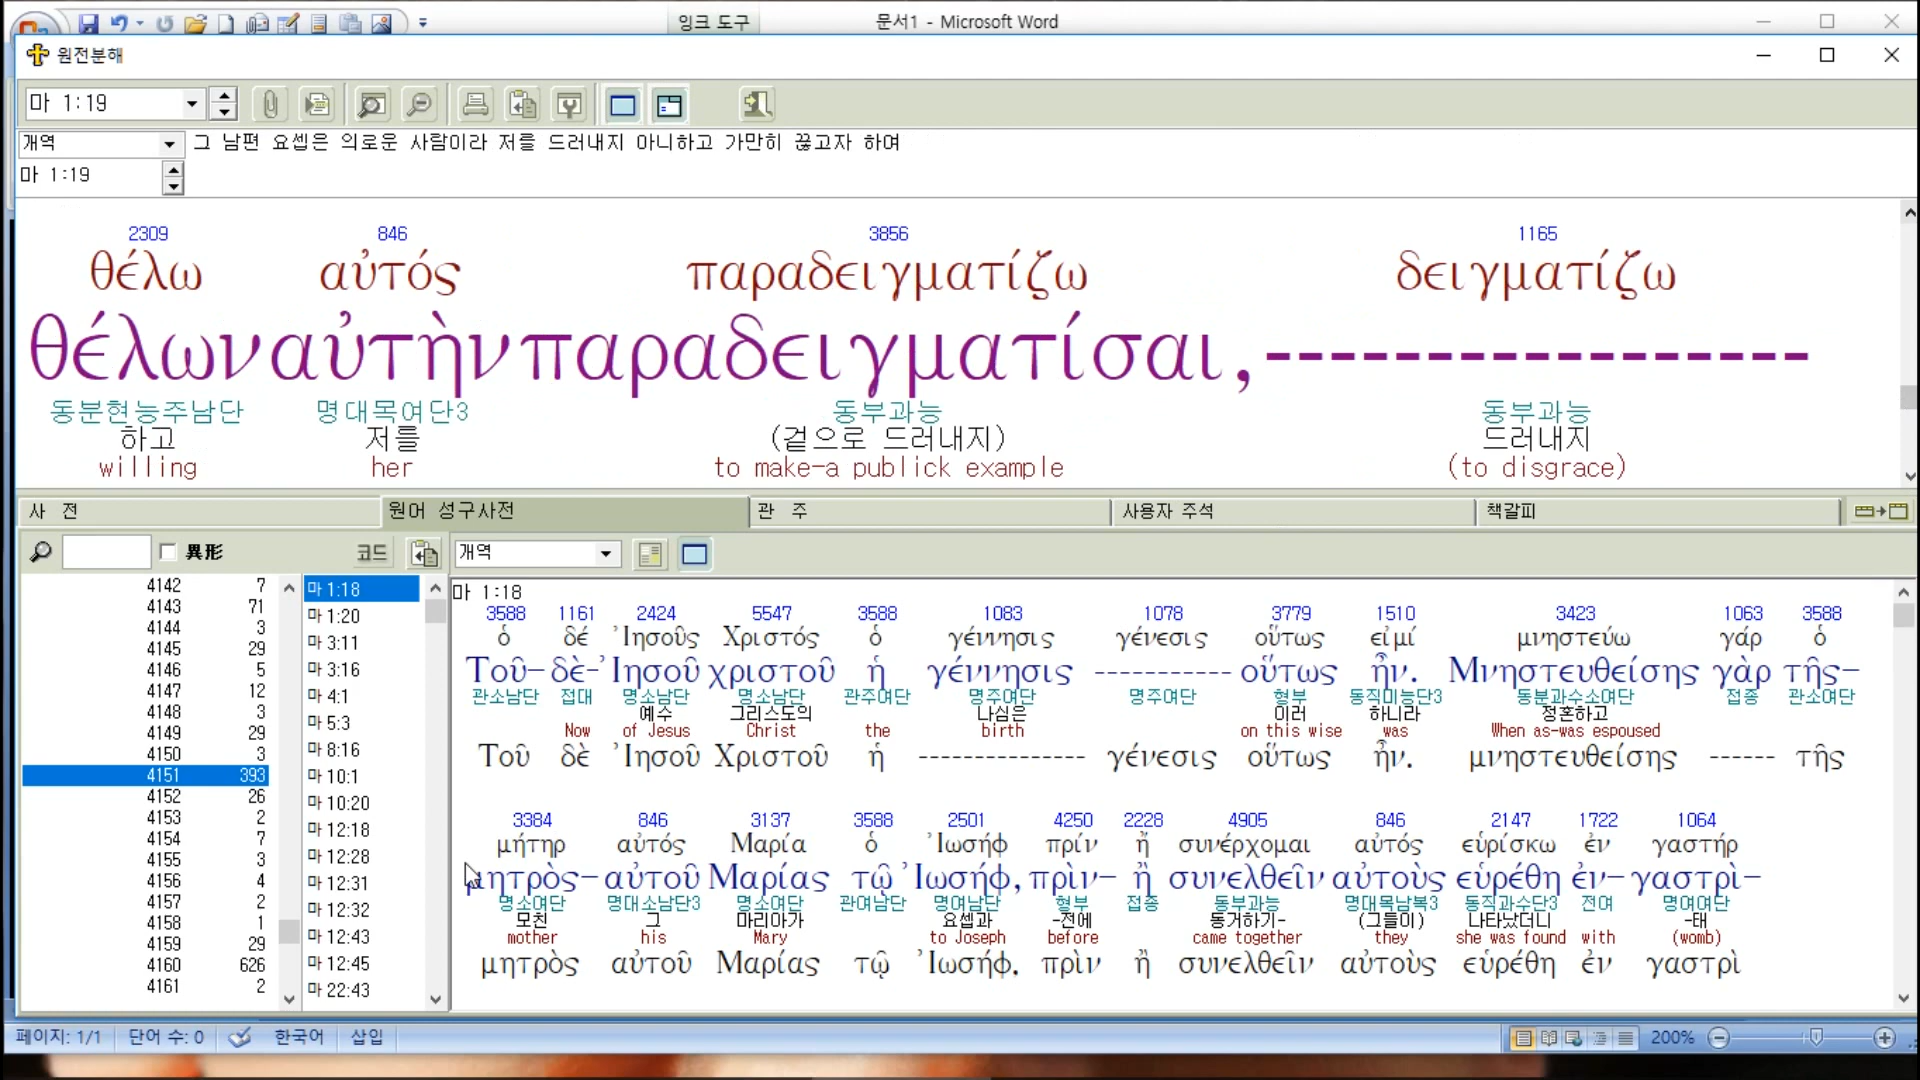 잉크 도구
문서1 - Microsoft Word
원전분해
마 1:19
개역 그 남편 요셉은 의로운 사람이라 저를 드러내지 아니하고 가만히 끊고자 하여
마 1:19
2309 846 3856 1165
θέλω αὐτός παραδειγματίζω δειγματίζω
θέλων αὐτὴν παραδειγματίσαι, -----------------
동분현능주남단 명대목여단3 동부과능 동부과능
하고 저를 (겉으로 드러내지) 드러내지
willing her to make-a publick example (to disgrace)
사 전 원어 성구사전 관 주 사용자 주석 책갈피
異形 코드 개역
4142 7
4143 71
4144 3
4145 29
4146 5
4147 12
4148 3
4149 29
4150 3
4151 393
4152 26
4153 2
4154 7
4155 3
4156 4
4157 2
4158 1
4159 29
4160 626
4161 2
마 1:18
마 1:20
마 3:11
마 3:16
마 4:1
마 5:3
마 8:16
마 10:1
마 10:20
마 12:18
마 12:28
마 12:31
마 12:32
마 12:43
마 12:45
마 22:43
마 1:18
3588 1161 2424 5547 3588 1083 1078 3779 1510 3423 1063 3588
ὁ δέ Ἰησοῦς Χριστός ὁ γέννησις γένεσις οὕτως εἰμί μνηστεύω γάρ ὁ
Τοῦ- δὲ- Ἰησοῦ χριστοῦ ἡ γέννησις ----------- οὕτως ἦν. Μνηστευθείσης γὰρ τῆς-
관소남단 접대 명소남단 명소남단 관주여단 명주여단 명주여단 형부 동직미능단3 동분과수소여단 접종 관소여단
예수 그리스도의 나심은 이러 하니라 정혼하고
Now of Jesus Christ the birth on this wise was When as-was espoused
Τοῦ δὲ Ἰησοῦ Χριστοῦ ἡ -------------- γένεσις οὕτως ἦν. μνηστευθείσης ------ τῆς
3384 846 3137 3588 2501 4250 2228 4905 846 2147 1722 1064
μήτηρ αὐτός Μαρία ὁ Ἰωσήφ πρίν ἤ συνέρχομαι αὐτός εὑρίσκω ἐν γαστήρ
μητρὸς- αὐτοῦ Μαρίας τῷ Ἰωσήφ, πρὶν- ἢ συνελθεῖν αὐτοὺς εὑρέθη ἐν- γαστρὶ-
명소여단 명대소남단3 명소여단 관여남단 명여남단 형부 접종 동부과능 명대목남복3 동직과수단3 전여 명여여단
모친 그 마리아가 요셉과 -전에 동거하기- (그들이) 나타났더니 -태
mother his Mary to Joseph before came together they she was found with (womb)
μητρὸς αὐτοῦ Μαρίας τῷ Ἰωσήφ, πρὶν ἢ συνελθεῖν αὐτοὺς εὑρέθη ἐν γαστρὶ
페이지: 1/1 단어 수: 0 한국어 삽입 200%